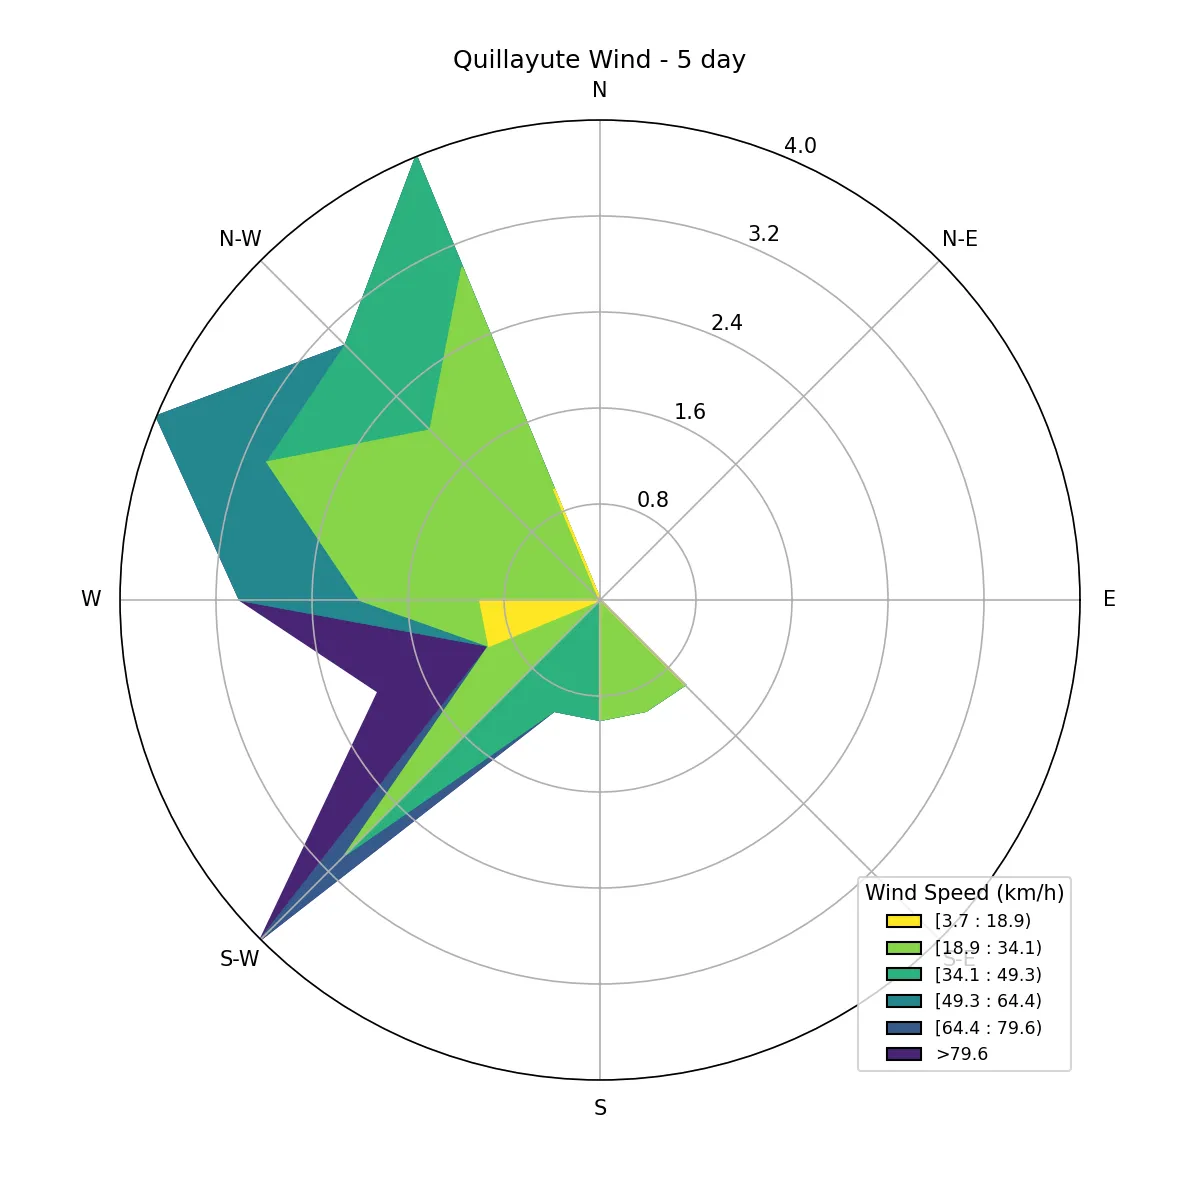 Quillayute Wind - 5 day
N
4.0
N-W
N-E
3.2
2.4
1.6
0.8
W
E
S-W
S-E
S
Wind Speed (km/h)
[3.7 : 18.9)
[18.9 : 34.1)
[34.1 : 49.3)
[49.3 : 64.4)
[64.4 : 79.6)
>79.6